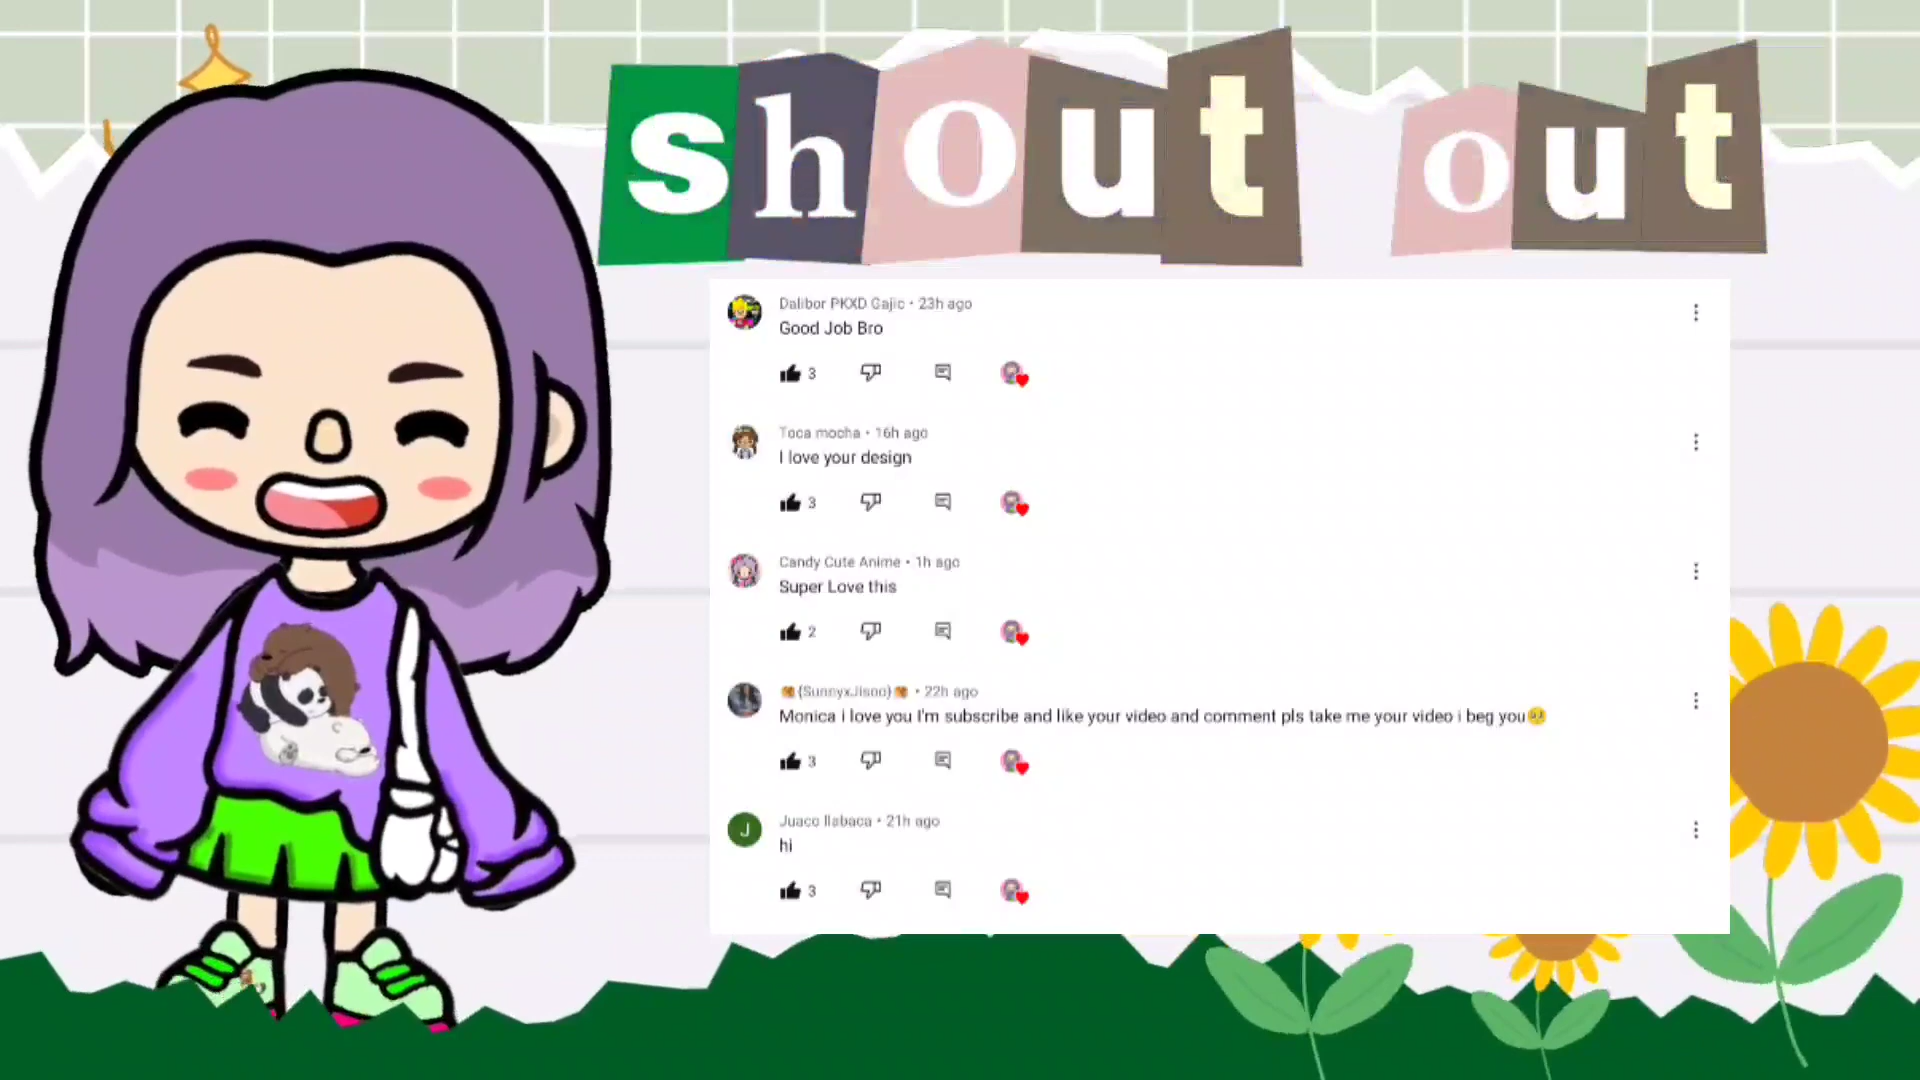 shout out
Dalibor PKXD Gajic • 23h ago
Good Job Bro
3
Toca mocha • 16h ago
I love your design
3
Candy Cute Anime • 1h ago
Super Love this
2
{SunnyxJisoo} • 22h ago
Monica i love you I'm subscribe and like your video and comment pls take me your video i beg you🥺
3
J
Juaco Ilabaca • 21h ago
hi
3